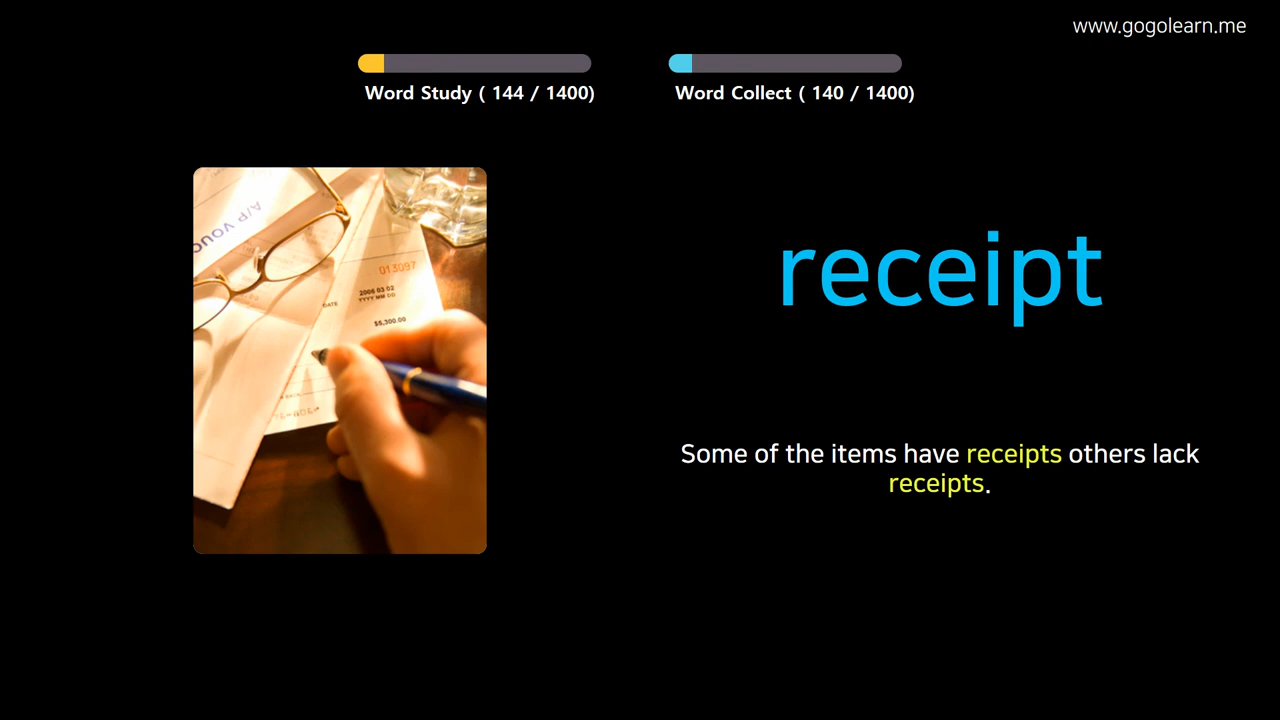 www.gogolearn.me
Word Study ( 144 / 1400)
Word Collect ( 140 / 1400)
A/P VOUC
013097
2006 03 02
YYYY MM DD
DATE
$5,300.00
receipt
Some of the items have receipts others lack
receipts.